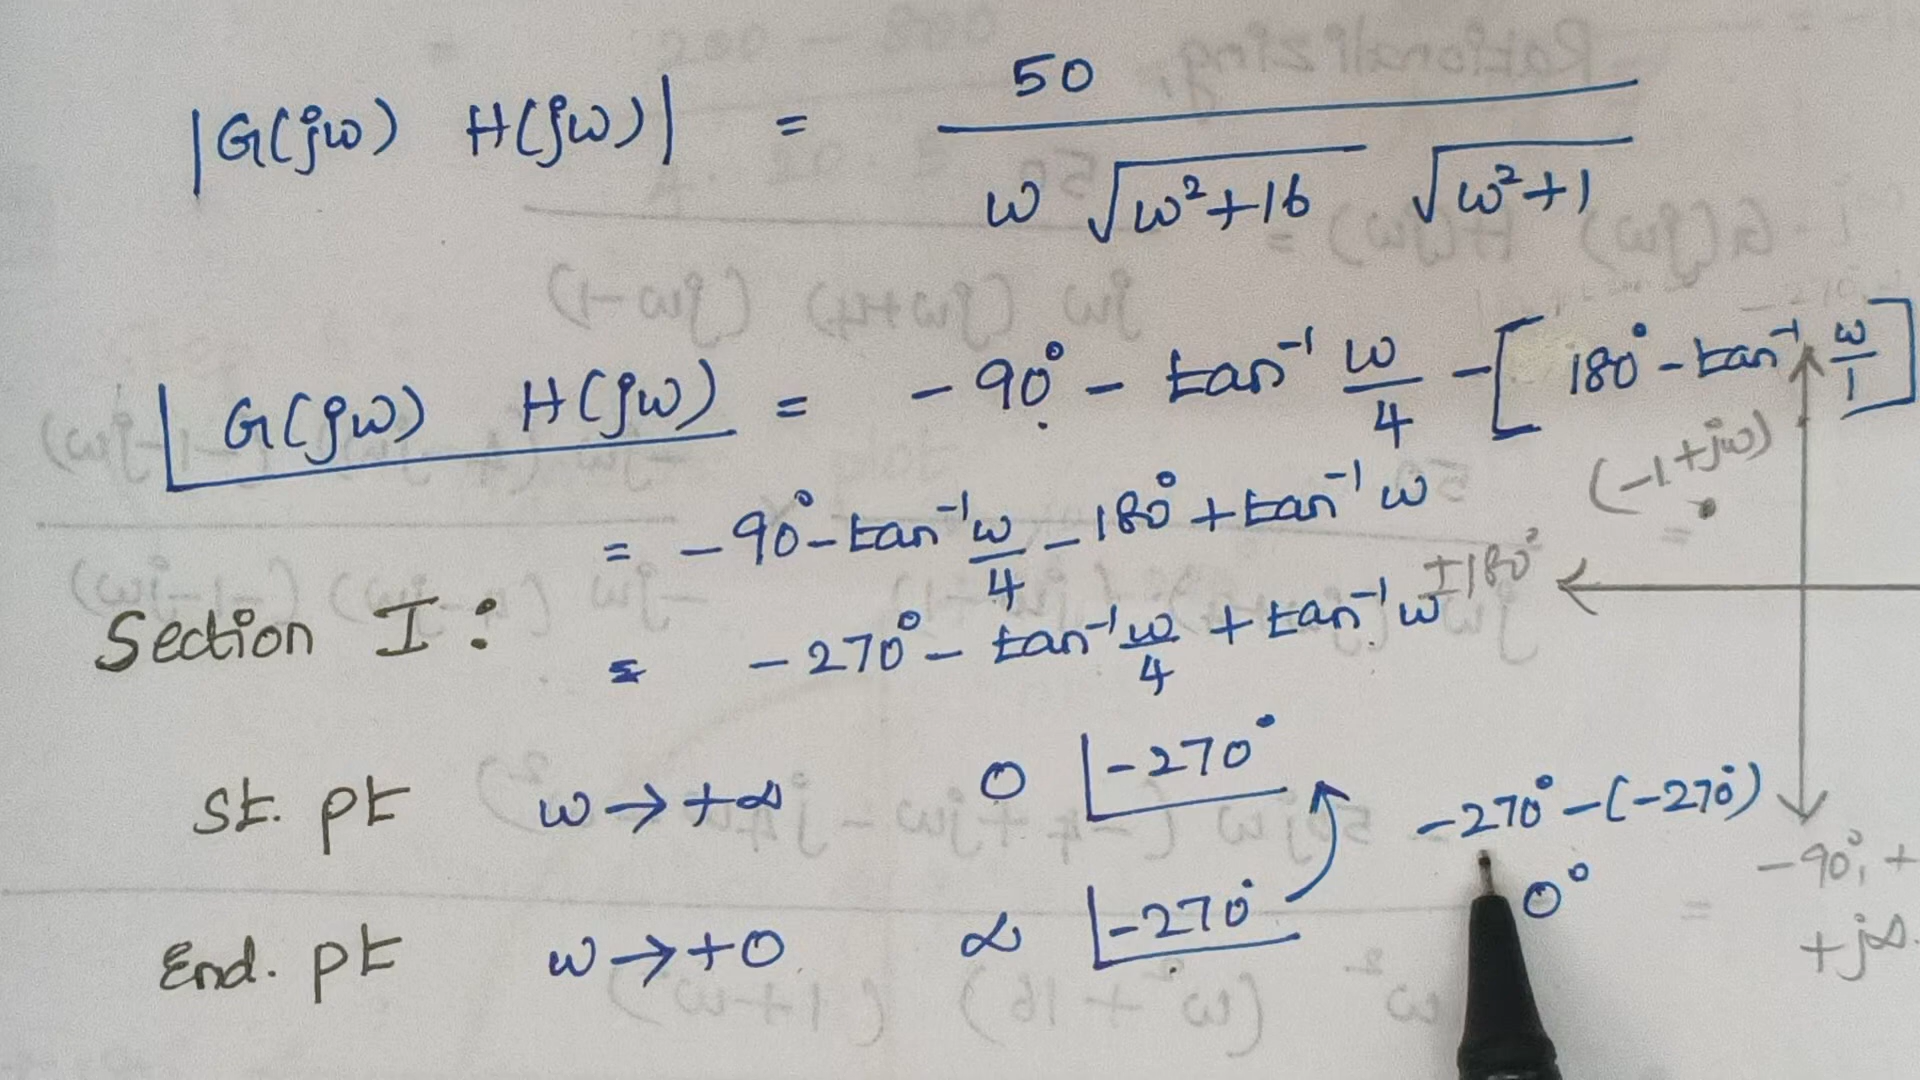 |G(jω) H(jω)| = 50 / ω √(ω²+16) √(ω²+1)
∠G(jω) H(jω) = -90° - tan⁻¹ ω/4 - [180° - tan⁻¹ ω/1]
(-1+jω)
= -90° - tan⁻¹ ω/4 - 180° + tan⁻¹ ω
±180°
Section I:
= -270° - tan⁻¹ ω/4 + tan⁻¹ ω
St. pt ω → +∞ 0 ∠-270°
-270° - (-270°)
0°
-90°, +
+j∞
End. pt ω → +0 ∞ ∠-270°